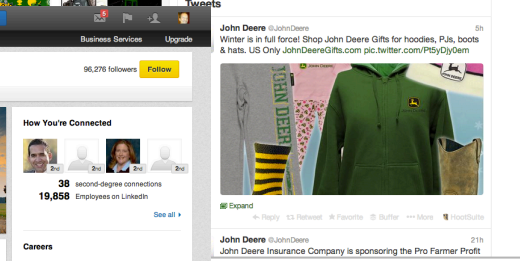 5
Business Services Upgrade
96,276 followers Follow
How You're Connected
2nd 2nd 2nd 2nd
38 second-degree connections
19,858 Employees on LinkedIn
See all
Careers
Tweets
John Deere @JohnDeere 5h
Winter is in full force! Shop John Deere Gifts for hoodies, PJs, boots
& hats. US Only JohnDeereGifts.com pic.twitter.com/Pt5yDjy0em
JOHN DEERE
JOHN DEERE
Expand
Reply Retweet Favorite Buffer More HootSuite
John Deere @JohnDeere 21h
John Deere Insurance Company is sponsoring the Pro Farmer Profit